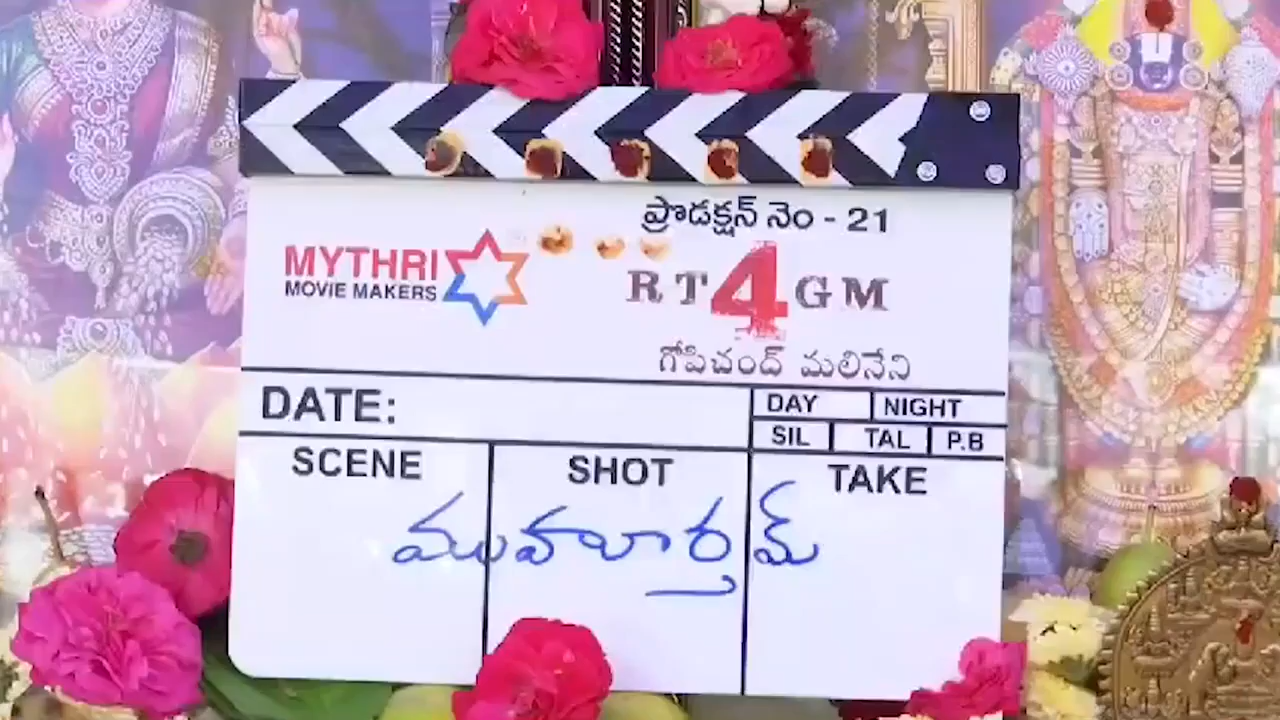 ప్రొడక్షన్ నెం - 21
MYTHRI
MOVIE MAKERS
RT4GM
గోపిచంద్ మలినేని
DATE:
DAY NIGHT
SIL TAL P.B
SCENE SHOT TAKE
ముహూర్తమ్